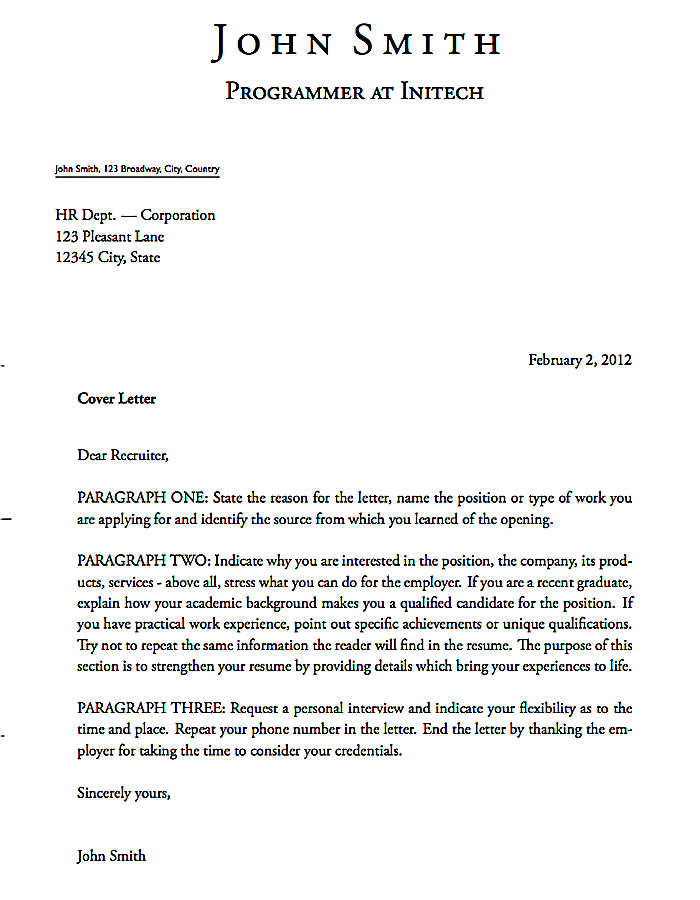 John Smith
Programmer at Initech
John Smith, 123 Broadway, City, Country
HR Dept. — Corporation
123 Pleasant Lane
12345 City, State
February 2, 2012
Cover Letter
Dear Recruiter,
PARAGRAPH ONE: State the reason for the letter, name the position or type of work you
are applying for and identify the source from which you learned of the opening.
PARAGRAPH TWO: Indicate why you are interested in the position, the company, its prod-
ucts, services - above all, stress what you can do for the employer. If you are a recent graduate,
explain how your academic background makes you a qualified candidate for the position. If
you have practical work experience, point out specific achievements or unique qualifications.
Try not to repeat the same information the reader will find in the resume. The purpose of this
section is to strengthen your resume by providing details which bring your experiences to life.
PARAGRAPH THREE: Request a personal interview and indicate your flexibility as to the
time and place. Repeat your phone number in the letter. End the letter by thanking the em-
ployer for taking the time to consider your credentials.
Sincerely yours,
John Smith